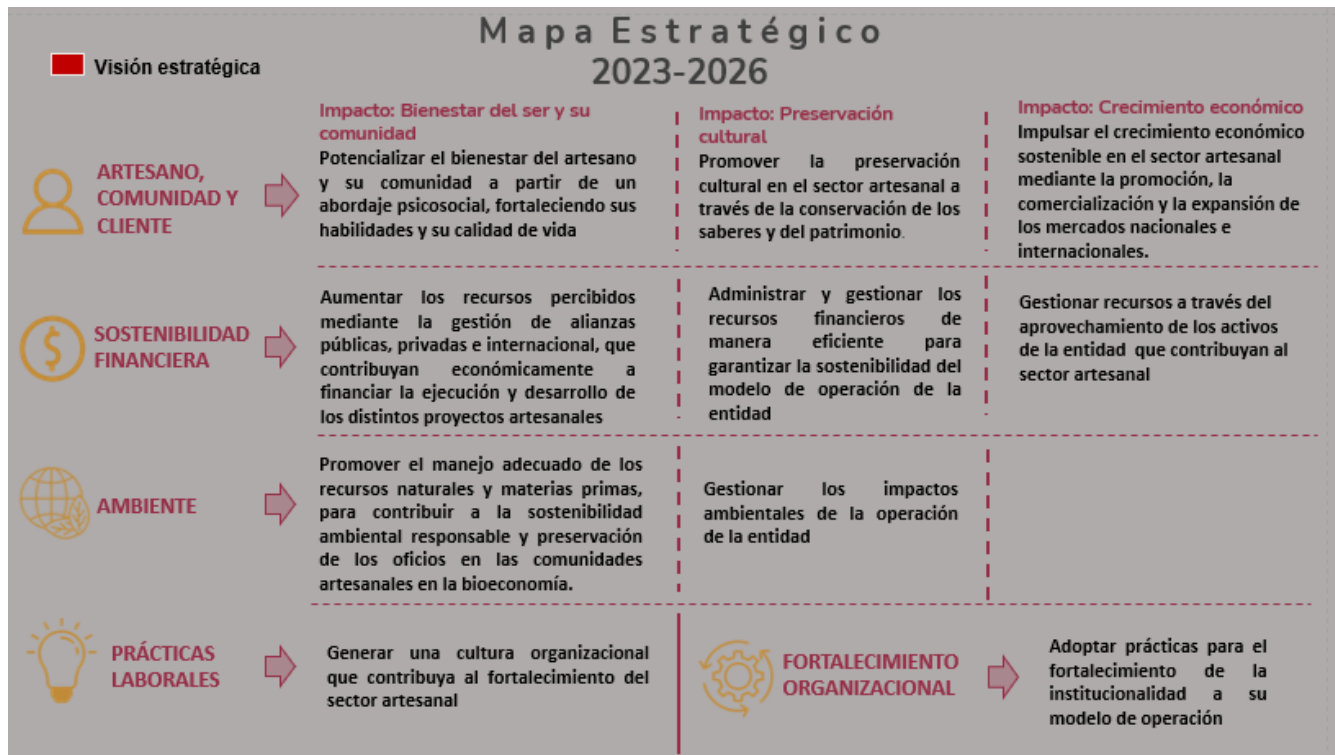 Mapa Estratégico
2023-2026
Visión estratégica
ARTESANO,
COMUNIDAD Y
CLIENTE
Impacto: Bienestar del ser y su
comunidad
Potencializar el bienestar del artesano
y su comunidad a partir de un
abordaje psicosocial, fortaleciendo sus
habilidades y su calidad de vida
Impacto: Preservación
cultural
Promover la preservación
cultural en el sector artesanal a
través de la conservación de los
saberes y del patrimonio.
Impacto: Crecimiento económico
Impulsar el crecimiento económico
sostenible en el sector artesanal
mediante la promoción, la
comercialización y la expansión de
los mercados nacionales e
internacionales.
SOSTENIBILIDAD
FINANCIERA
Aumentar los recursos percibidos
mediante la gestión de alianzas
públicas, privadas e internacional, que
contribuyan económicamente a
financiar la ejecución y desarrollo de
los distintos proyectos artesanales
Administrar y gestionar los
recursos financieros de
manera eficiente para
garantizar la sostenibilidad del
modelo de operación de la
entidad
Gestionar recursos a través del
aprovechamiento de los activos
de la entidad que contribuyan al
sector artesanal
AMBIENTE
Promover el manejo adecuado de los
recursos naturales y materias primas,
para contribuir a la sostenibilidad
ambiental responsable y preservación
de los oficios en las comunidades
artesanales en la bioeconomía.
Gestionar los impactos
ambientales de la operación
de la entidad
PRÁCTICAS
LABORALES
Generar una cultura organizacional
que contribuya al fortalecimiento del
sector artesanal
FORTALECIMIENTO
ORGANIZACIONAL
Adoptar prácticas para el
fortalecimiento de la
institucionalidad a su
modelo de operación